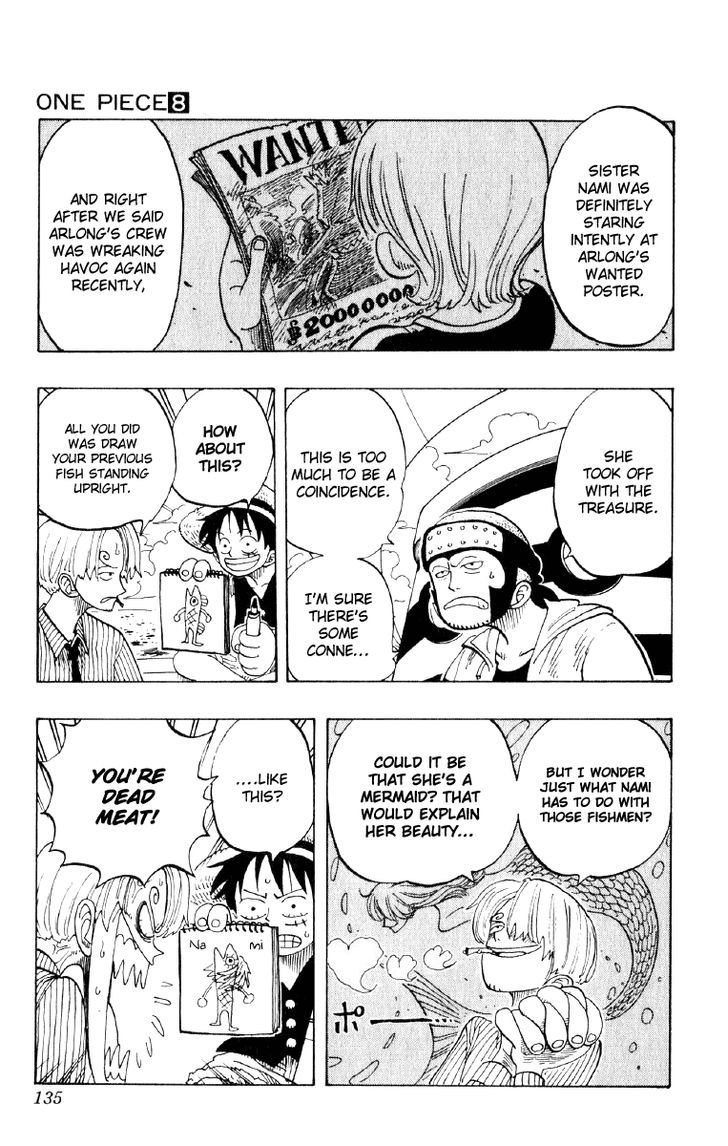 ONE PIECE 8
SISTER
NAMI WAS
DEFINITELY
STARING
INTENTLY AT
ARLONG'S
WANTED
POSTER.
AND RIGHT
AFTER WE SAID
ARLONG'S CREW
WAS WREAKING
HAVOC AGAIN
RECENTLY,
WANTE
฿20000000
SHE
TOOK OFF
WITH THE
TREASURE.
THIS IS TOO
MUCH TO BE A
COINCIDENCE.
I'M SURE
THERE'S
SOME
CONNE...
HOW
ABOUT
THIS?
ALL YOU DID
WAS DRAW
YOUR PREVIOUS
FISH STANDING
UPRIGHT.
BUT I WONDER
JUST WHAT NAMI
HAS TO DO WITH
THOSE FISHMEN?
COULD IT BE
THAT SHE'S A
MERMAID? THAT
WOULD EXPLAIN
HER BEAUTY...
ポーー
....LIKE
THIS?
Na mi
YOU'RE
DEAD
MEAT!
135